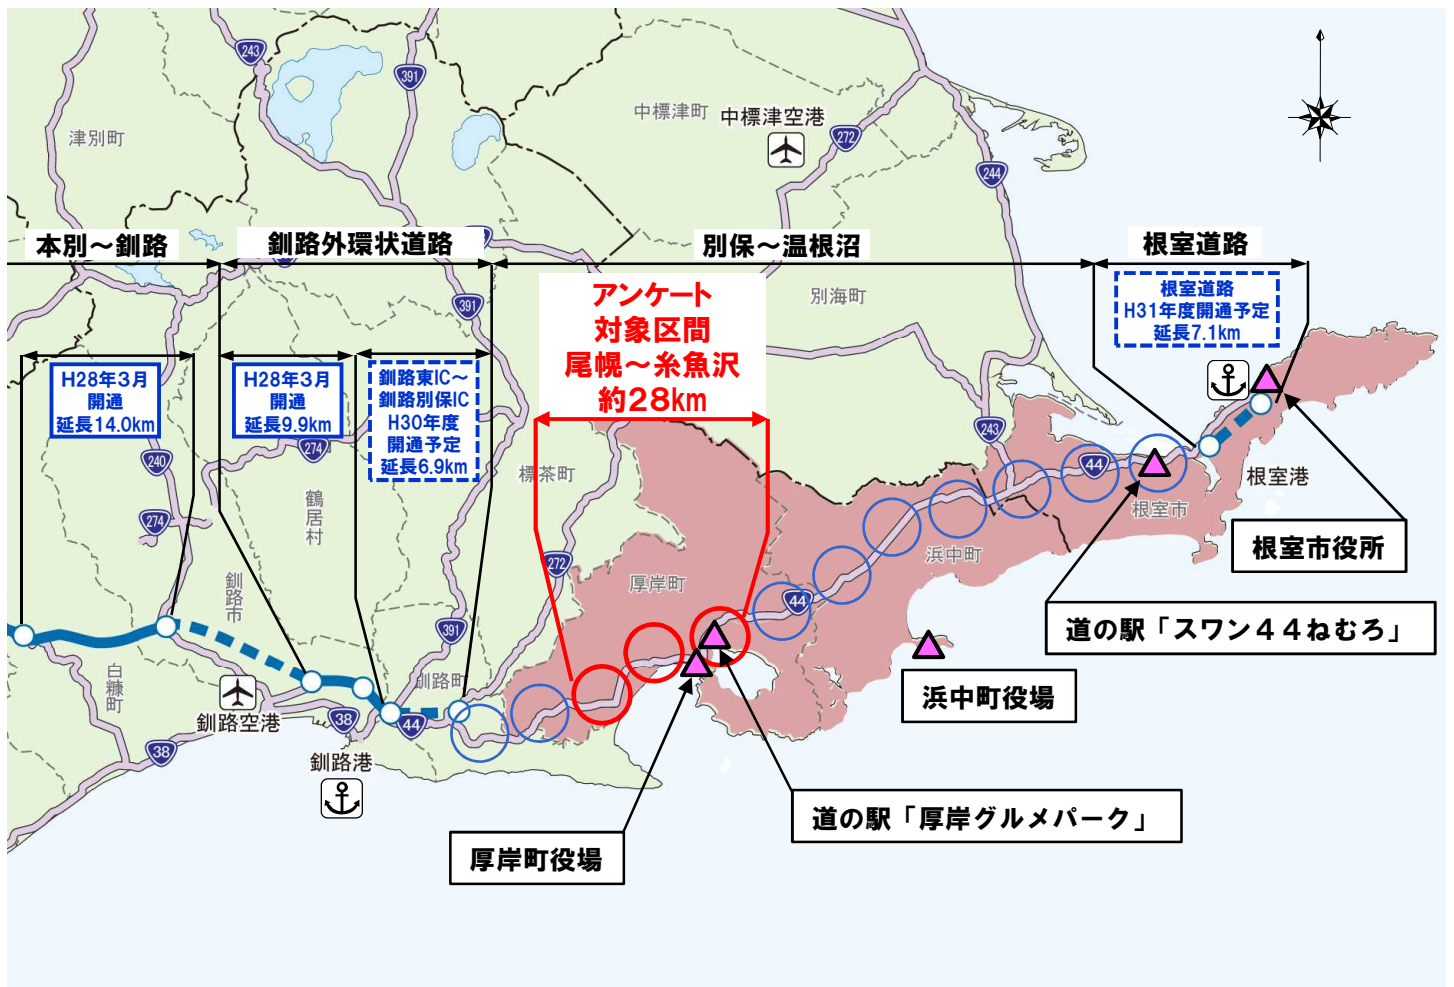 243
391
津別町
中標津町
中標津空港
272
244
本別～釧路
釧路外環状道路
別保～温根沼
根室道路
391
アンケート
対象区間
尾幌～糸魚沢
約28km
別海町
根室道路
H31年度開通予定
延長7.1km
H28年3月
開通
延長14.0km
H28年3月
開通
延長9.9km
釧路東IC～
釧路別保IC
H30年度
開通予定
延長6.9km
240
274
274
鶴居村
標茶町
243
44
根室港
根室市
根室市役所
272
浜中町
厚岸町
44
釧路市
391
道の駅「スワン４４ねむろ」
白糠町
釧路町
浜中町役場
釧路空港
38
44
38
釧路港
道の駅「厚岸グルメパーク」
厚岸町役場